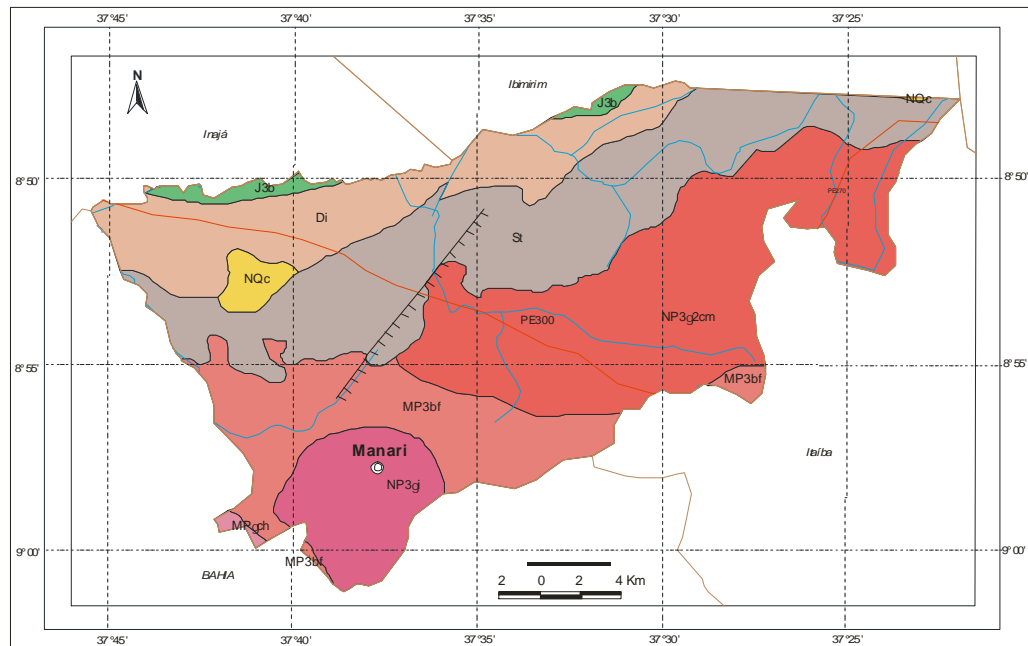 37°45' 37°40' 37°35' 37°30' 37°25'
N
Ibimirim
Inajá
J3b
NQc
8°50' 8°50'
J3b
PE270
Di
St
NQc
PE300
NP3g2cm
8°55' 8°55'
MP3bf
MP3bf
Manari
NP3gi
Itaíba
MPgch
9°00' 9°00'
MP3bf
BAHIA
2 0 2 4 Km
37°45' 37°40' 37°35' 37°30' 37°25'